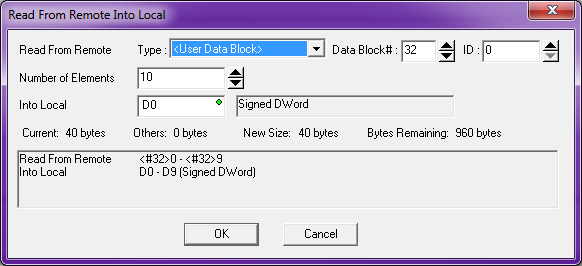 Read From Remote Into Local
Read From Remote Type : <User Data Block> Data Block# : 32 ID : 0
Number of Elements 10
Into Local D0 Signed DWord
Current: 40 bytes Others: 0 bytes New Size: 40 bytes Bytes Remaining: 960 bytes
Read From Remote <#32>0 - <#32>9
Into Local D0 - D9 (Signed DWord)
OK Cancel